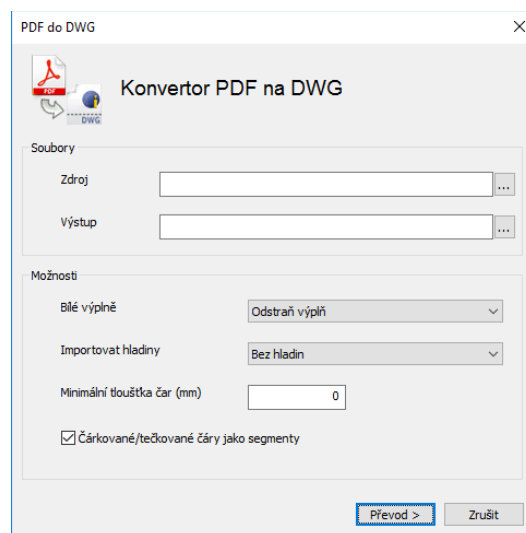 PDF do DWG
PDF
DWG
Konvertor PDF na DWG
Soubory
Zdroj
...
Výstup
...
Možnosti
Bílé výplně
Odstraň výplň
Importovat hladiny
Bez hladin
Minimální tloušťka čar (mm)
0
Čárkované/tečkované čáry jako segmenty
Převod >
Zrušit